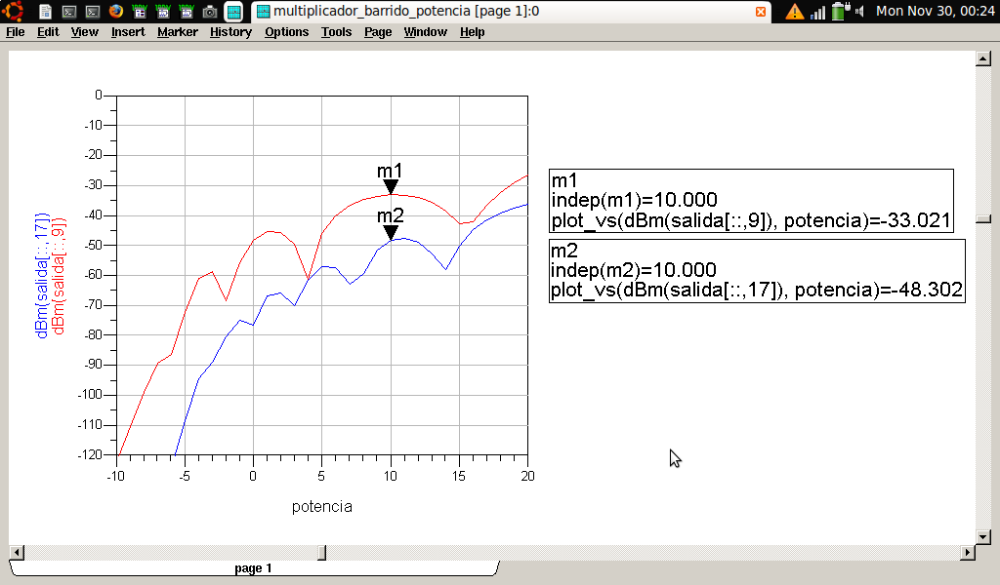 multiplicador_barrido_potencia [page 1]:0
Mon Nov 30, 00:24
File Edit View Insert Marker History Options Tools Page Window Help
0
-10
-20
-30
-40
-50
-60
-70
-80
-90
-100
-110
-120
dBm(salida[::,17])
dBm(salida[::,9])
m1
m2
-10 -5 0 5 10 15 20
potencia
m1
indep(m1)=10.000
plot_vs(dBm(salida[::,9]), potencia)=-33.021
m2
indep(m2)=10.000
plot_vs(dBm(salida[::,17]), potencia)=-48.302
page 1